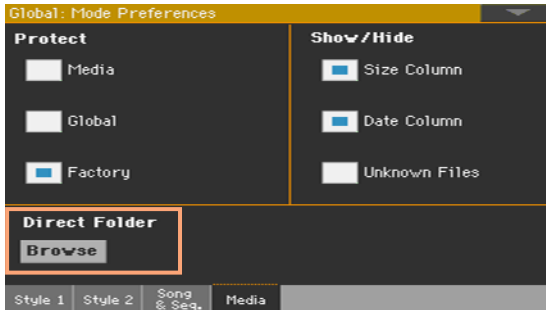 Global: Mode Preferences
Protect
Media
Global
Factory
Show/Hide
Size Column
Date Column
Unknown Files
Direct Folder
Browse
Style 1
Style 2
Song
& Seq.
Media